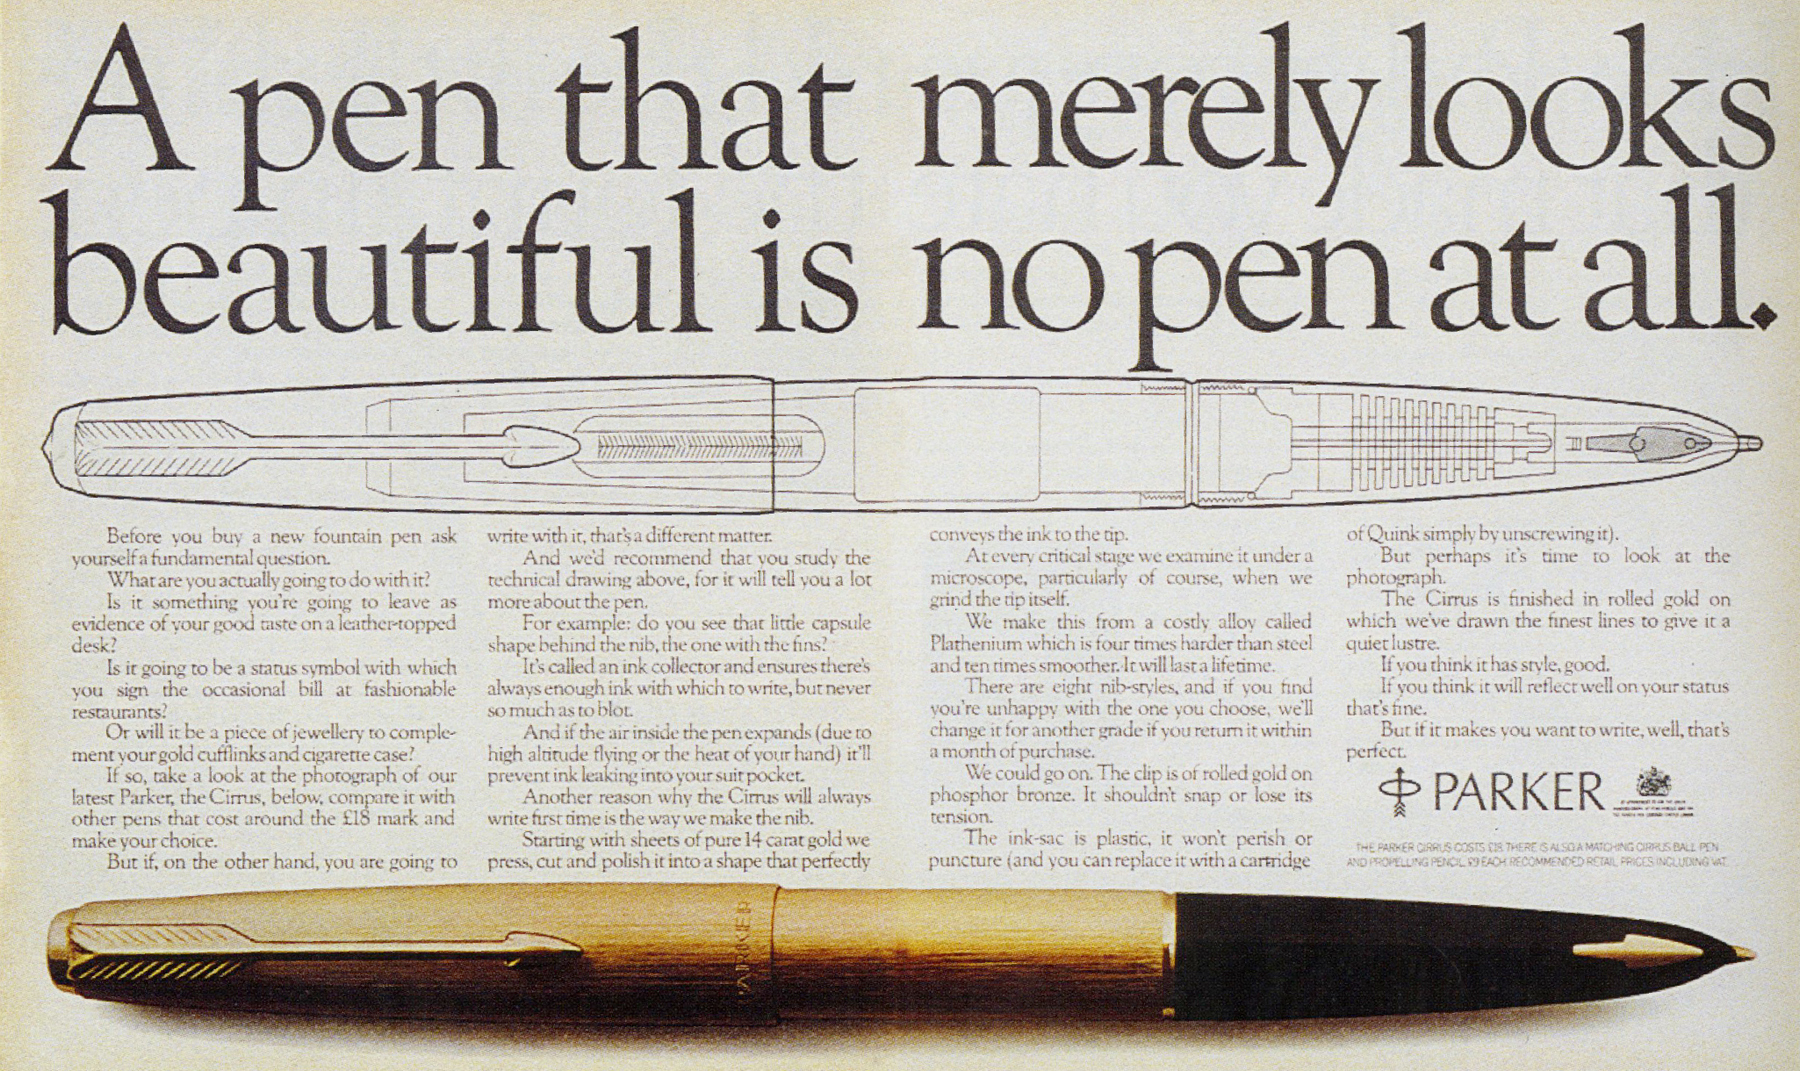 A pen that merely looks
beautiful is no pen at all.
Before you buy a new fountain pen ask
yourself a fundamental question.
What are you actually going to do with it?
Is it something you're going to leave as
evidence of your good taste on a leather-topped
desk?
Is it going to be a status symbol with which
you sign the occasional bill at fashionable
restaurants?
Or will it be a piece of jewellery to comple-
ment your gold cufflinks and cigarette case?
If so, take a look at the photograph of our
latest Parker, the Cirrus, below, compare it with
other pens that cost around the £18 mark and
make your choice.
But if, on the other hand, you are going to
write with it, that's a different matter.
And we'd recommend that you study the
technical drawing above, for it will tell you a lot
more about the pen.
For example: do you see that little capsule
shape behind the nib, the one with the fins?
It's called an ink collector and ensures there's
always enough ink with which to write, but never
so much as to blot.
And if the air inside the pen expands (due to
high altitude flying or the heat of your hand) it'll
prevent ink leaking into your suit pocket.
Another reason why the Cirrus will always
write first time is the way we make the nib.
Starting with sheets of pure 14 carat gold we
press, cut and polish it into a shape that perfectly
conveys the ink to the tip.
At every critical stage we examine it under a
microscope, particularly of course, when we
grind the tip itself.
We make this from a costly alloy called
Plathenium which is four times harder than steel
and ten times smoother. It will last a lifetime.
There are eight nib-styles, and if you find
you're unhappy with the one you choose, we'll
change it for another grade if you return it within
a month of purchase.
We could go on. The clip is of rolled gold on
phosphor bronze. It shouldn't snap or lose its
tension.
The ink-sac is plastic, it won't perish or
puncture (and you can replace it with a cartridge
of Quink simply by unscrewing it).
But perhaps it's time to look at the
photograph.
The Cirrus is finished in rolled gold on
which we've drawn the finest lines to give it a
quiet lustre.
If you think it has style, good.
If you think it will reflect well on your status
that's fine.
But if it makes you want to write, well, that's
perfect.
PARKER
THE PARKER CIRRUS COSTS £18. THERE IS ALSO A MATCHING CIRRUS BALL PEN
AND PROPELLING PENCIL, £9 EACH. RECOMMENDED RETAIL PRICES INCLUDING VAT.
PARKER